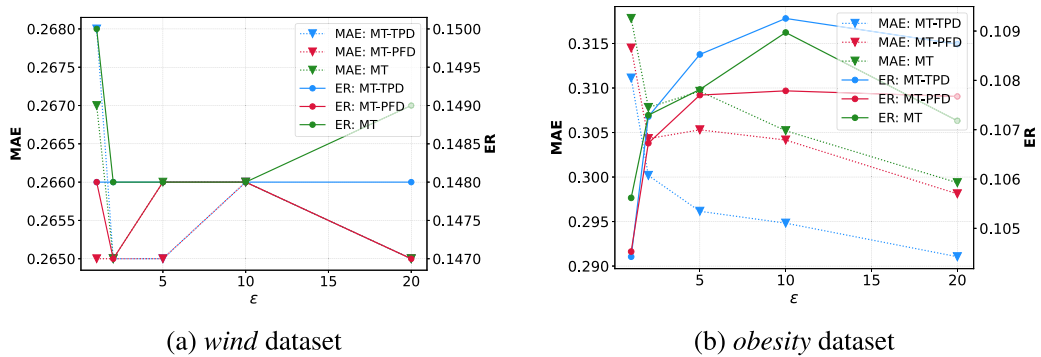 0.2680
0.2675
0.2670
0.2665
0.2660
0.2655
0.2650
MAE
0
5
10
15
20
ε
0.1500
0.1490
0.1490
0.1480
0.1480
0.1470
0.1470
ER
MAE: MT-TPD
MAE: MT-PFD
MAE: MT
ER: MT-TPD
ER: MT-PFD
ER: MT
(a) wind dataset
0.315
0.310
0.305
0.300
0.295
0.290
MAE
0
5
10
15
20
ε
0.109
0.108
0.107
0.106
0.105
ER
MAE: MT-TPD
MAE: MT-PFD
MAE: MT
ER: MT-TPD
ER: MT-PFD
ER: MT
(b) obesity dataset